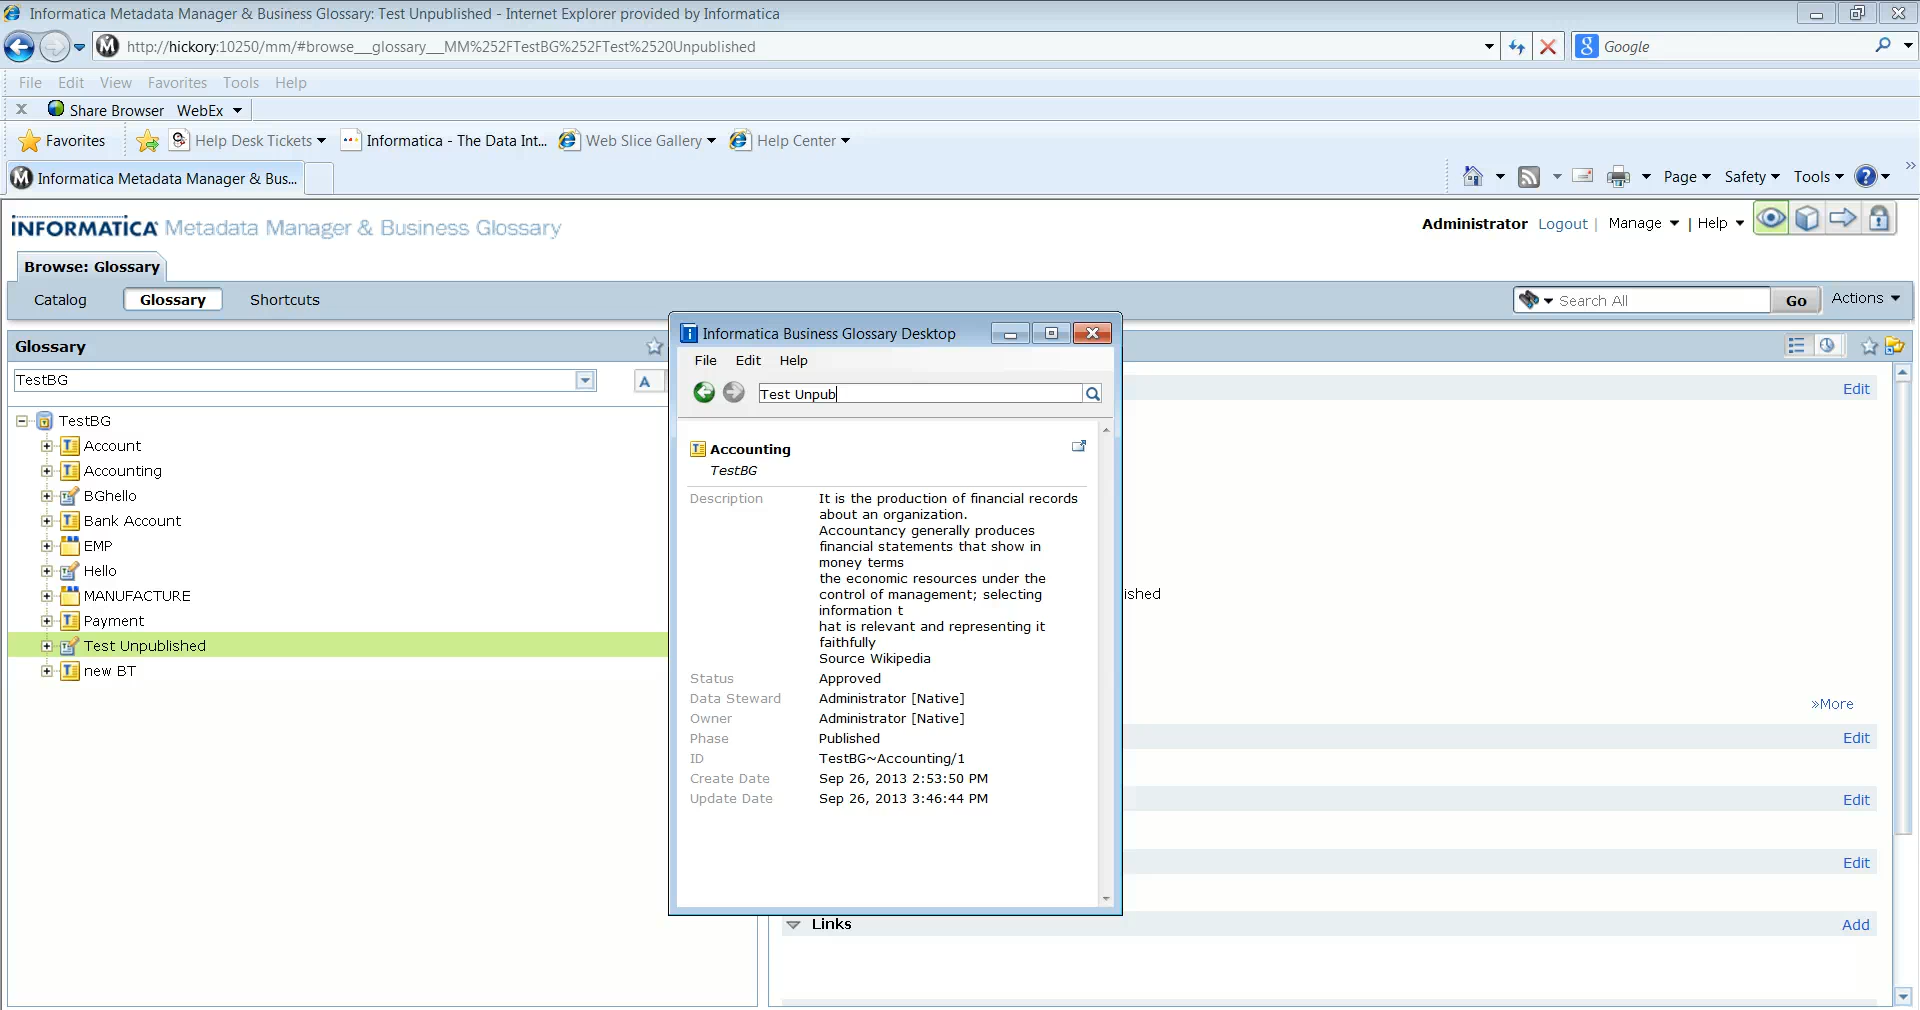 Informatica Metadata Manager & Business Glossary: Test Unpublished - Internet Explorer provided by Informatica
http://hickory:10250/mm/#browse__glossary__MM%252FTestBG%252FTest%2520Unpublished
Google
File Edit View Favorites Tools Help
x Share Browser WebEx
Favorites Help Desk Tickets Informatica - The Data Int... Web Slice Gallery Help Center
Informatica Metadata Manager & Bus...
Page Safety Tools
INFORMATICA Metadata Manager & Business Glossary
Administrator Logout | Manage | Help
Browse: Glossary
Catalog Glossary Shortcuts
Search All Go Actions
Glossary
TestBG
A
TestBG
Account
Accounting
BGhello
Bank Account
EMP
Hello
MANUFACTURE
Payment
Test Unpublished
new BT
Informatica Business Glossary Desktop
File Edit Help
Test Unpub
Accounting
TestBG
Description It is the production of financial records
about an organization.
Accountancy generally produces
financial statements that show in
money terms
the economic resources under the
control of management; selecting
information t
hat is relevant and representing it
faithfully
Source Wikipedia
Status Approved
Data Steward Administrator [Native]
Owner Administrator [Native]
Phase Published
ID TestBG~Accounting/1
Create Date Sep 26, 2013 2:53:50 PM
Update Date Sep 26, 2013 3:46:44 PM
Edit
ished
»More
Edit
Edit
Edit
Links Add